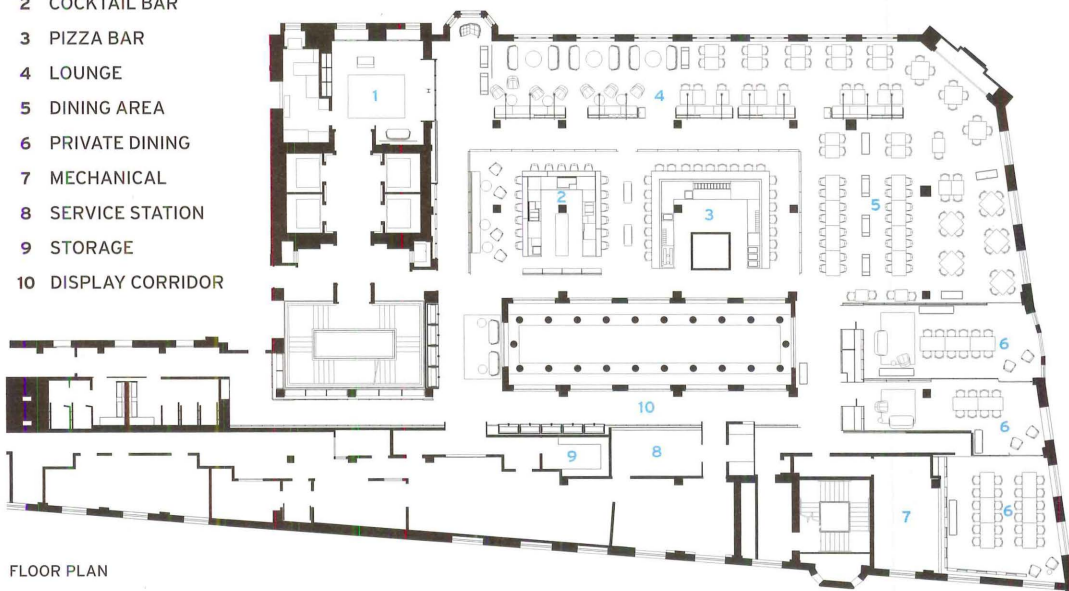 2 COCKTAIL BAR
3 PIZZA BAR
4 LOUNGE
5 DINING AREA
6 PRIVATE DINING
7 MECHANICAL
8 SERVICE STATION
9 STORAGE
10 DISPLAY CORRIDOR
1
4
2
3
5
6
10
6
9
8
7
6
FLOOR PLAN